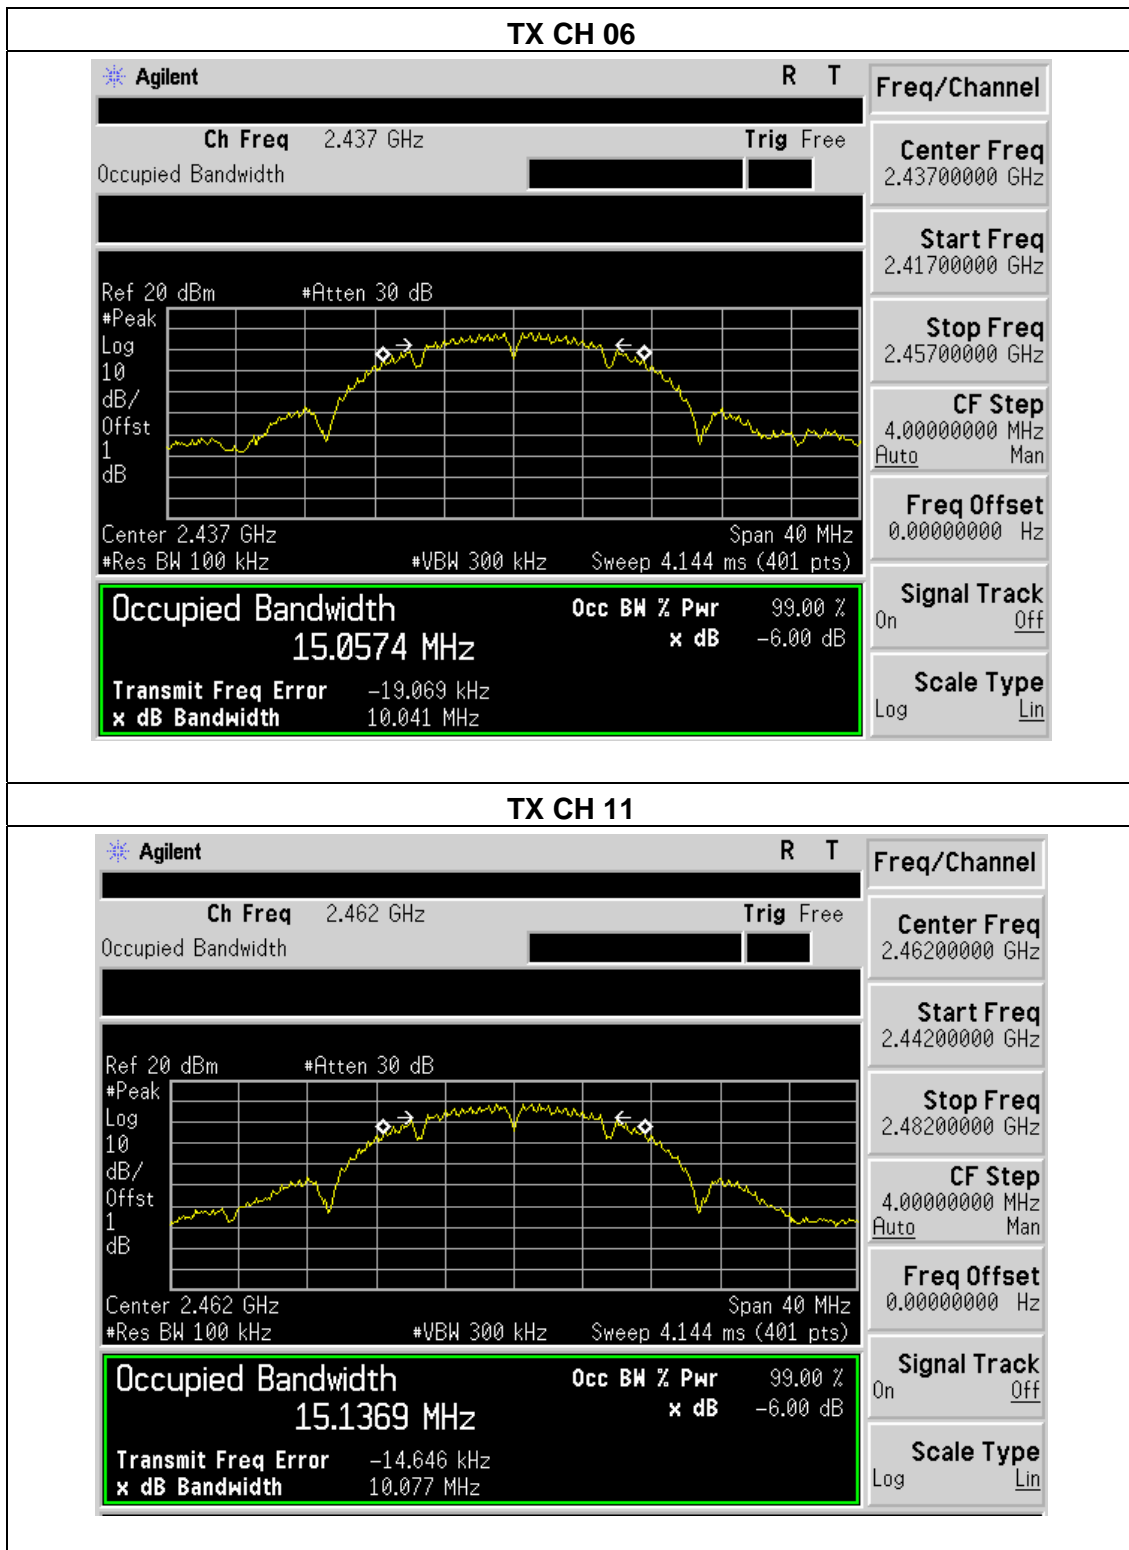 TX CH 06
Agilent R T
Freq/Channel
Ch Freq 2.437 GHz Trig Free
Occupied Bandwidth
Center Freq
2.43700000 GHz
Start Freq
2.41700000 GHz
Stop Freq
2.45700000 GHz
CF Step
4.00000000 MHz
Auto Man
Freq Offset
0.00000000 Hz
Signal Track
On Off
Scale Type
Log Lin
Ref 20 dBm #Atten 30 dB
#Peak
Log
10
dB/
Offst
1
dB
Center 2.437 GHz Span 40 MHz
#Res BW 100 kHz #VBW 300 kHz Sweep 4.144 ms (401 pts)
Occupied Bandwidth Occ BW % Pwr 99.00 %
15.0574 MHz x dB -6.00 dB
Transmit Freq Error -19.069 kHz
x dB Bandwidth 10.041 MHz
TX CH 11
Agilent R T
Freq/Channel
Ch Freq 2.462 GHz Trig Free
Occupied Bandwidth
Center Freq
2.46200000 GHz
Start Freq
2.44200000 GHz
Stop Freq
2.48200000 GHz
CF Step
4.00000000 MHz
Auto Man
Freq Offset
0.00000000 Hz
Signal Track
On Off
Scale Type
Log Lin
Ref 20 dBm #Atten 30 dB
#Peak
Log
10
dB/
Offst
1
dB
Center 2.462 GHz Span 40 MHz
#Res BW 100 kHz #VBW 300 kHz Sweep 4.144 ms (401 pts)
Occupied Bandwidth Occ BW % Pwr 99.00 %
15.1369 MHz x dB -6.00 dB
Transmit Freq Error -14.646 kHz
x dB Bandwidth 10.077 MHz